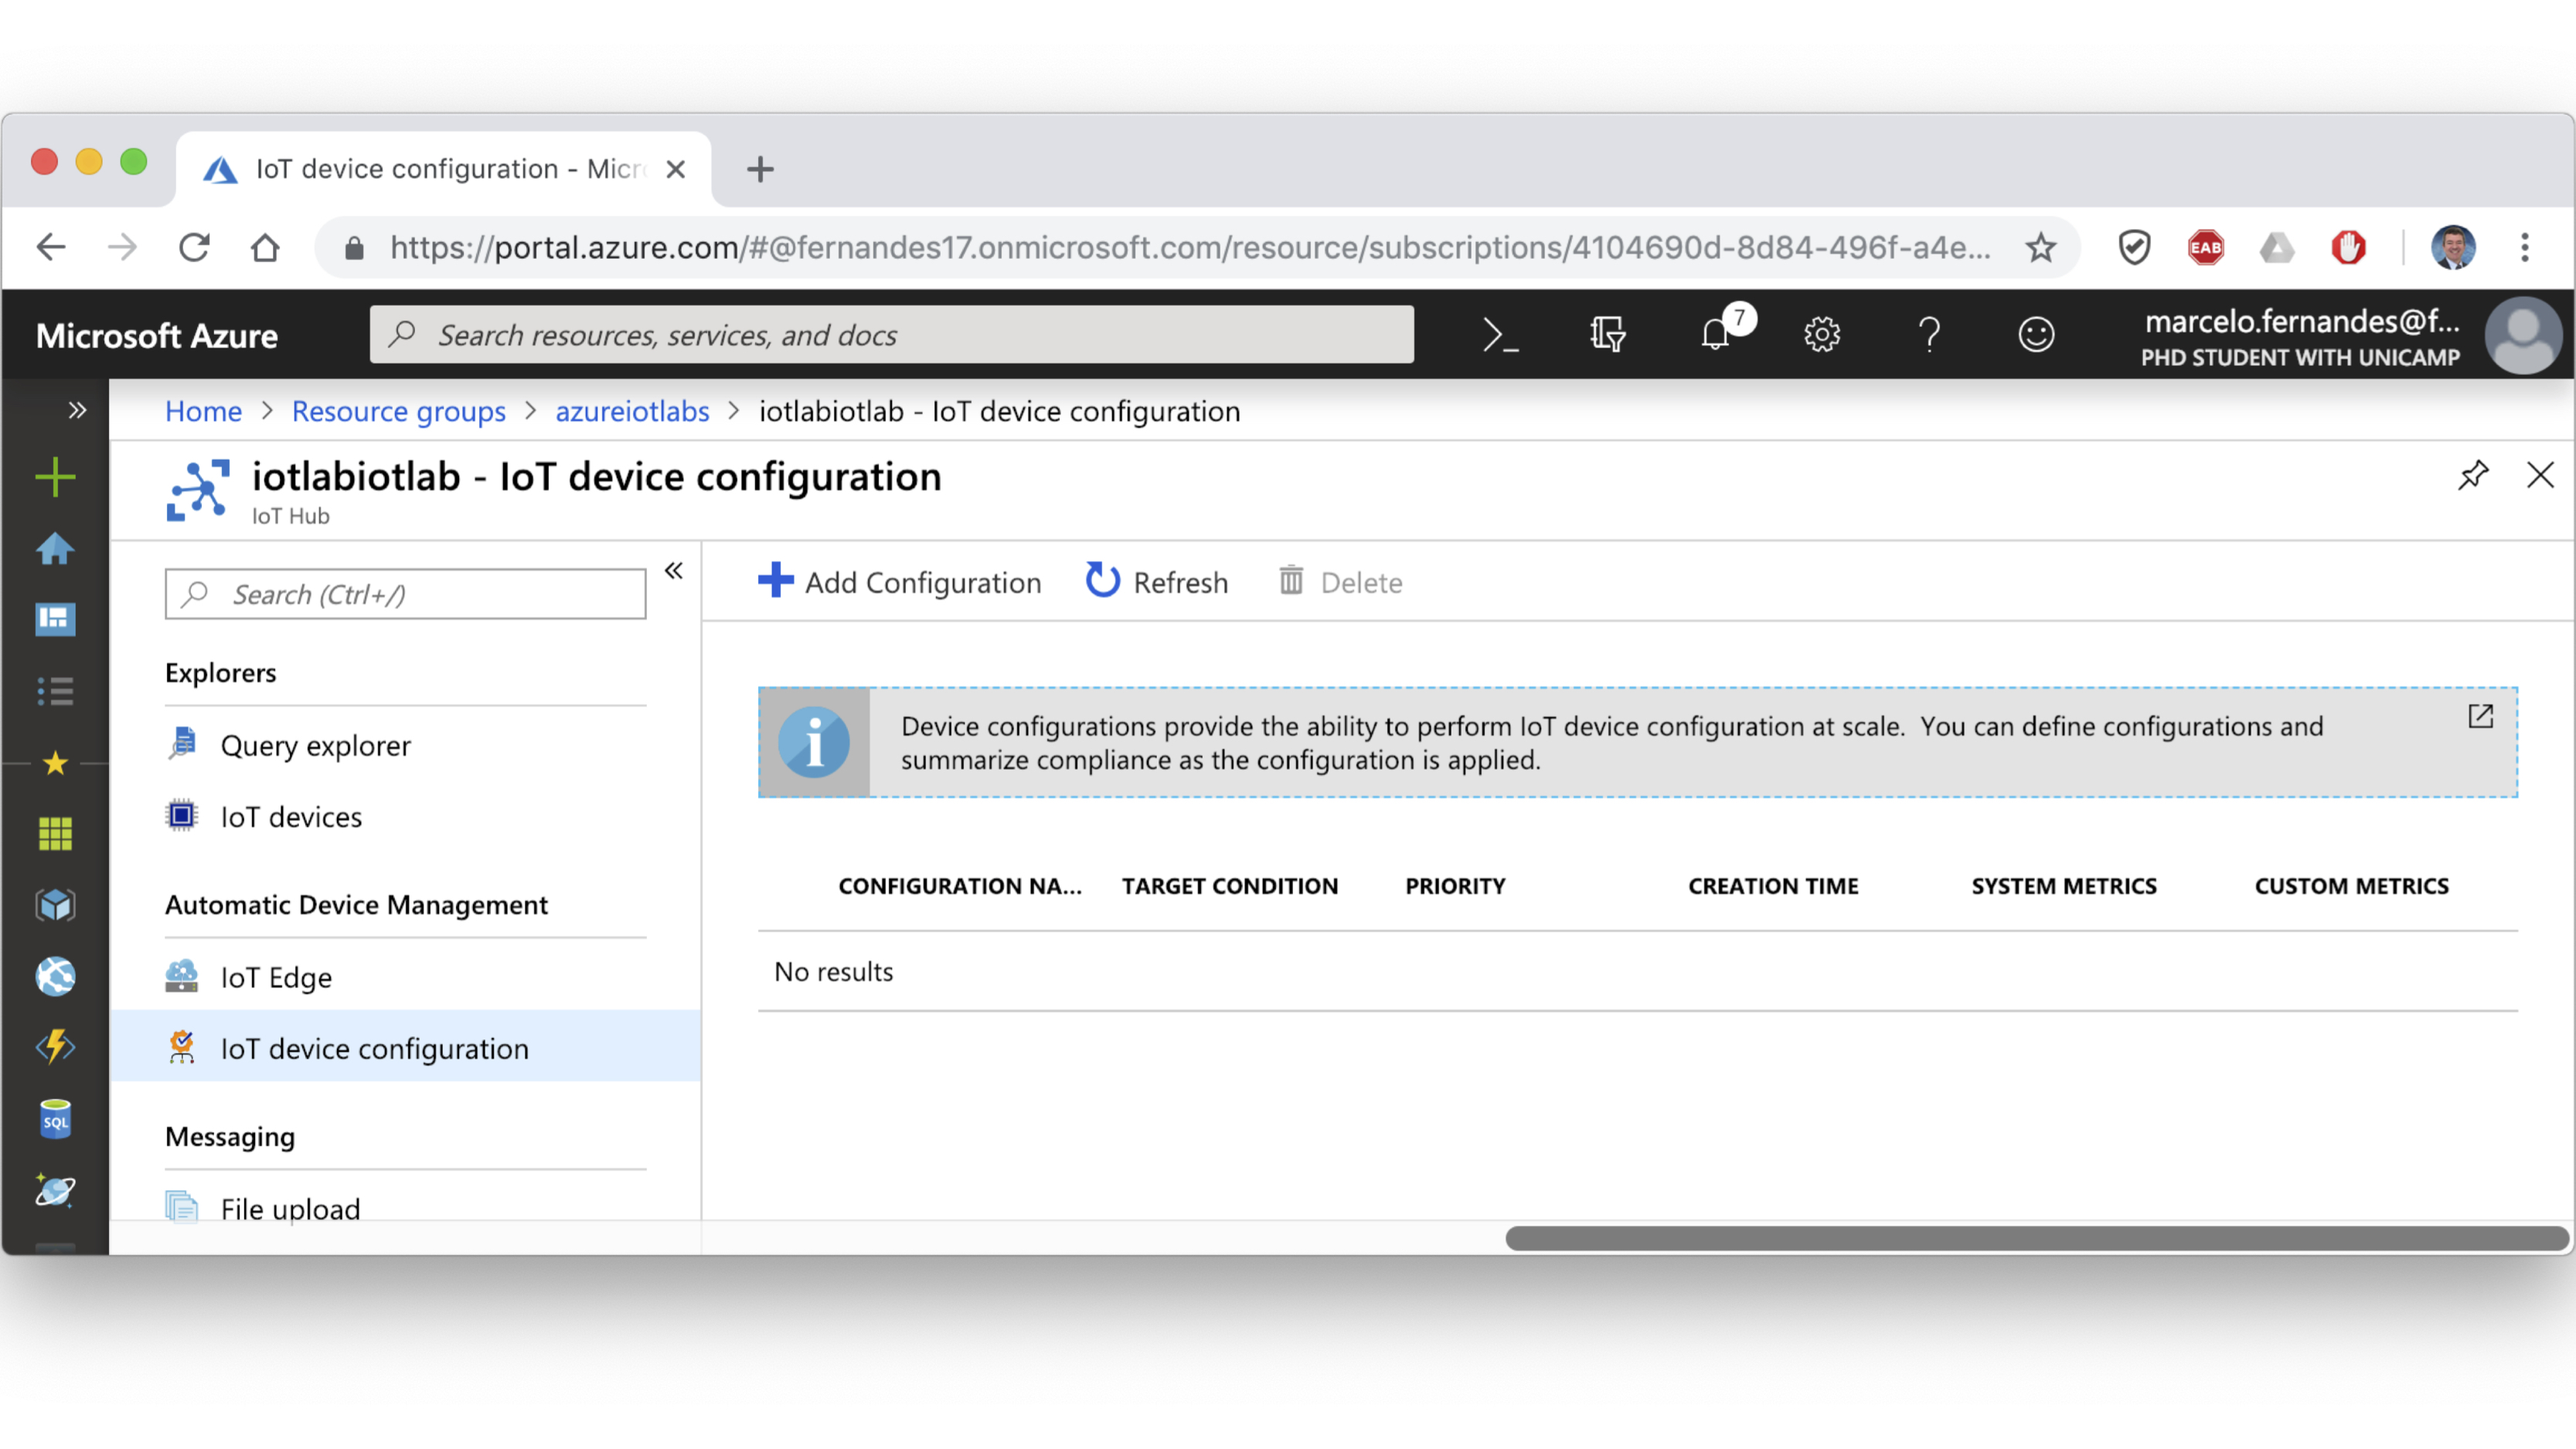 IoT device configuration - Micr
https://portal.azure.com/#@fernandes17.onmicrosoft.com/resource/subscriptions/4104690d-8d84-496f-a4e...
EAB
Microsoft Azure
Search resources, services, and docs
7
marcelo.fernandes@f...
PHD STUDENT WITH UNICAMP
Home > Resource groups > azureiotlabs > iotlabiotlab - IoT device configuration
iotlabiotlab - IoT device configuration
IoT Hub
Search (Ctrl+/)
Explorers
Query explorer
IoT devices
Automatic Device Management
IoT Edge
IoT device configuration
SQL
Messaging
File upload
Add Configuration
Refresh
Delete
Device configurations provide the ability to perform IoT device configuration at scale. You can define configurations and
summarize compliance as the configuration is applied.
CONFIGURATION NA... TARGET CONDITION PRIORITY CREATION TIME SYSTEM METRICS CUSTOM METRICS
No results